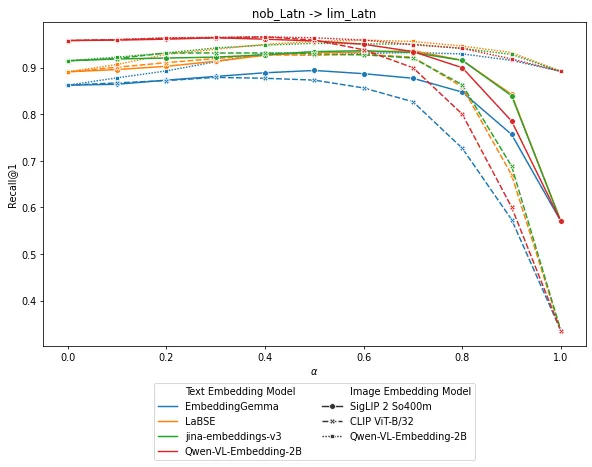 nob_Latn -> lim_Latn
Recall@1
0.9
0.8
0.7
0.6
0.5
0.4
0.0 0.2 0.4 0.6 0.8 1.0
α
Text Embedding Model Image Embedding Model
EmbeddingGemma SigLIP 2 So400m
LaBSE CLIP ViT-B/32
jina-embeddings-v3 Qwen-VL-Embedding-2B
Qwen-VL-Embedding-2B